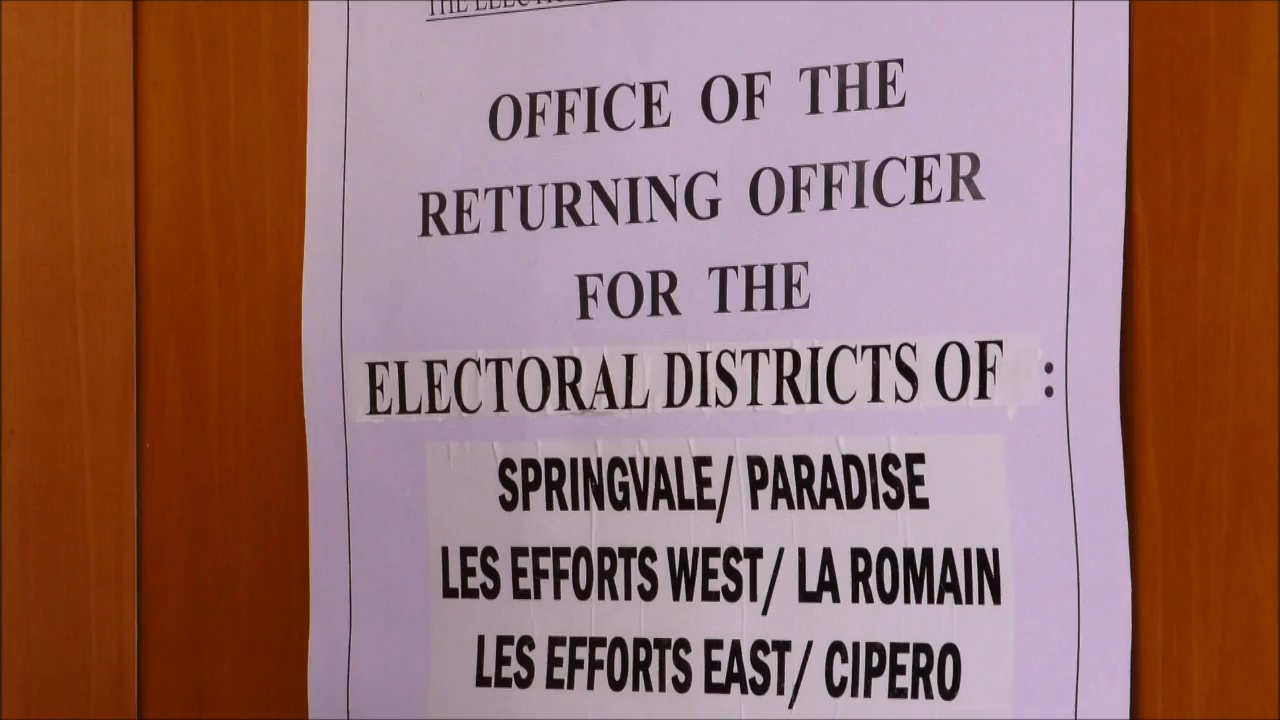 THE
OFFICE OF THE
RETURNING OFFICER
FOR THE
ELECTORAL DISTRICTS OF :
SPRINGVALE/ PARADISE
LES EFFORTS WEST/ LA ROMAIN
LES EFFORTS EAST/ CIPERO